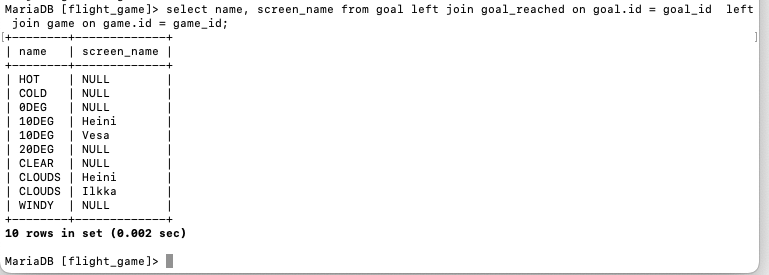 MariaDB [flight_game]> select name, screen_name from goal left join goal_reached on goal.id = goal_id  left
 join game on game.id = game_id;
+--------+-------------+
| name   | screen_name |
+--------+-------------+
| HOT    | NULL        |
| COLD   | NULL        |
| 0DEG   | NULL        |
| 10DEG  | Heini       |
| 10DEG  | Vesa        |
| 20DEG  | NULL        |
| CLEAR  | NULL        |
| CLOUDS | Heini       |
| CLOUDS | Ilkka       |
| WINDY  | NULL        |
+--------+-------------+
10 rows in set (0.002 sec)
MariaDB [flight_game]>